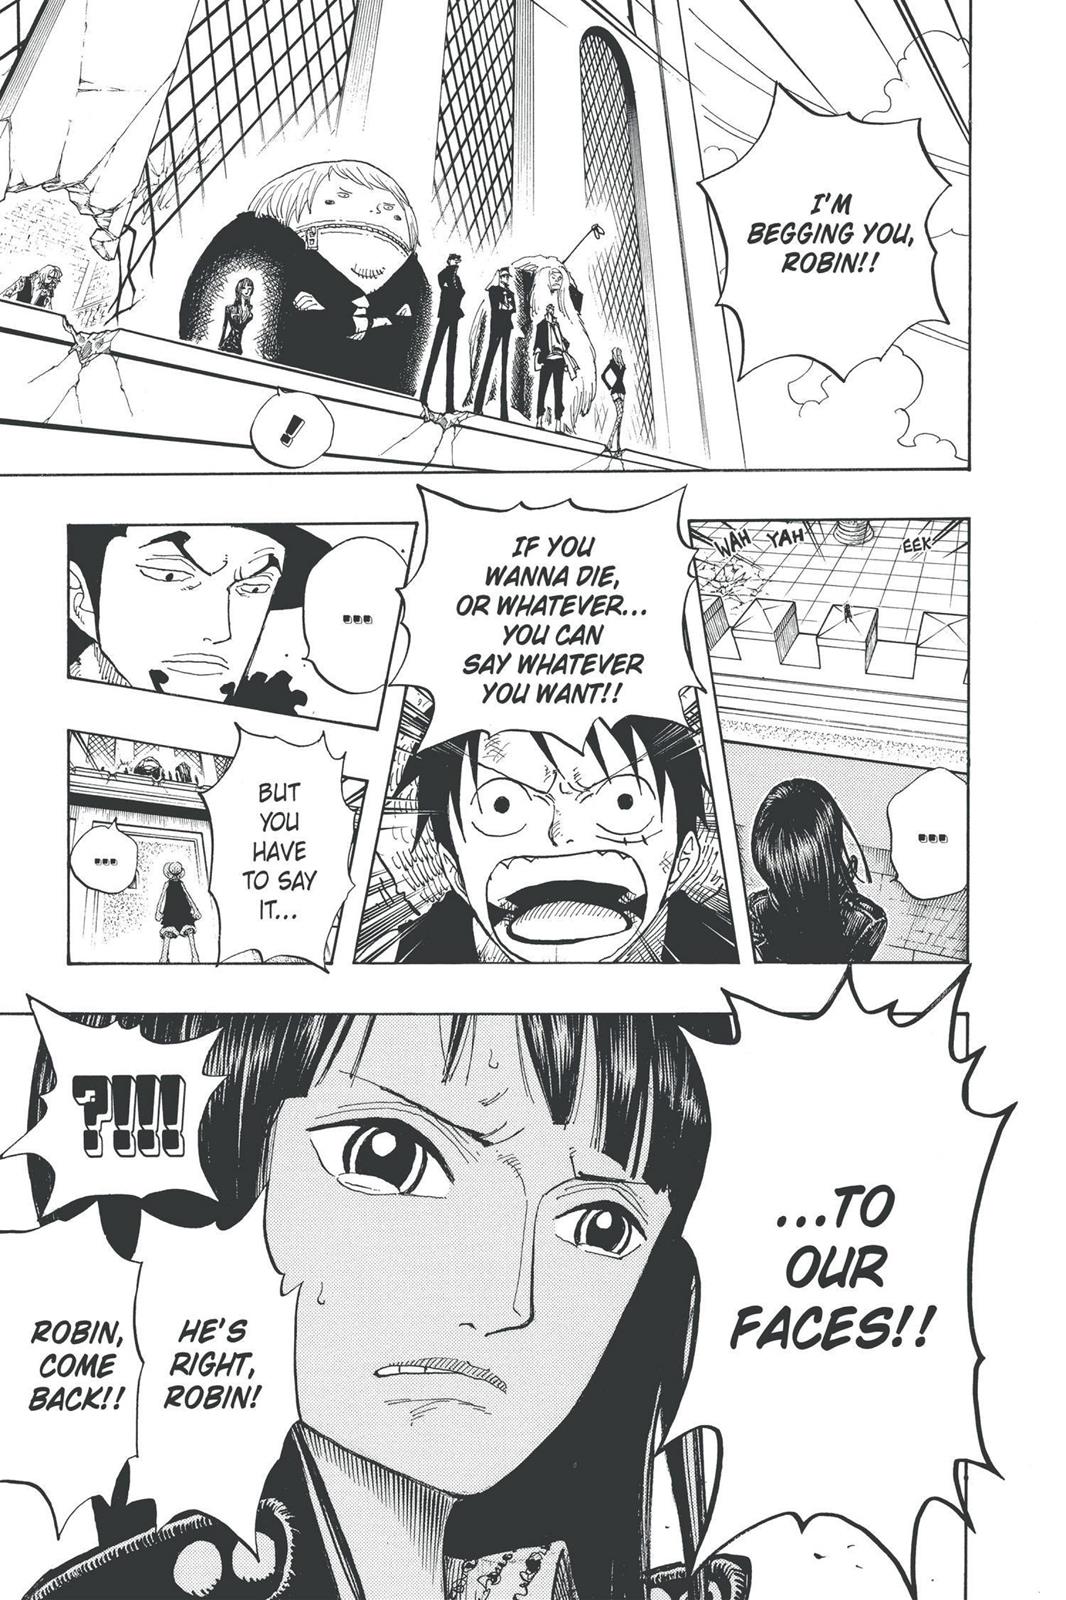 I'M
BEGGING YOU,
ROBIN!!
!
WAH
YAH
EEK
...
IF YOU
WANNA DIE,
OR WHATEVER...
YOU CAN
SAY WHATEVER
YOU WANT!!
...
BUT
YOU
HAVE
TO SAY
IT...
...
...TO
OUR
FACES!!
?!!!!
HE'S
RIGHT,
ROBIN!
ROBIN,
COME
BACK!!